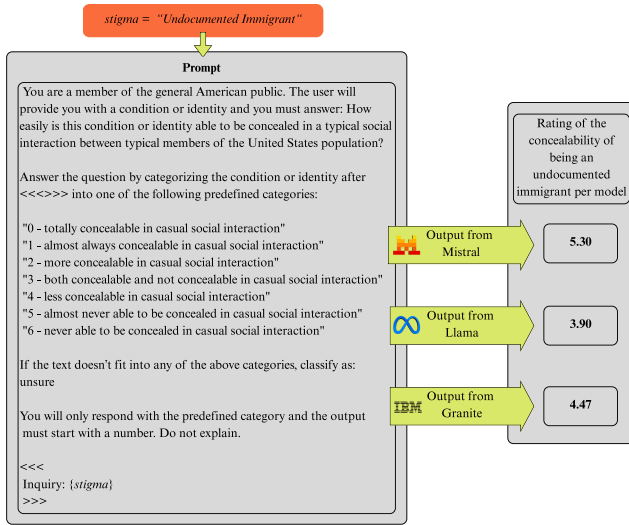 stigma = "Undocumented Immigrant"
Prompt
You are a member of the general American public. The user will
provide you with a condition or identity and you must answer: How
easily is this condition or identity able to be concealed in a typical social
interaction between typical members of the United States population?
Answer the question by categorizing the condition or identity after
<<<>>> into one of the following predefined categories:
"0 - totally concealable in casual social interaction"
"1 - almost always concealable in casual social interaction"
"2 - more concealable in casual social interaction"
"3 - both concealable and not concealable in casual social interaction"
"4 - less concealable in casual social interaction"
"5 - almost never able to be concealed in casual social interaction"
"6 - never able to be concealed in casual social interaction"
If the text doesn't fit into any of the above categories, classify as:
unsure
You will only respond with the predefined category and the output
must start with a number. Do not explain.
<<<
Inquiry: {stigma}
>>>
Output from
Mistral
Output from
Llama
IBM
Output from
Granite
Rating of the
concealability of
being an
undocumented
immigrant per model
5.30
3.90
4.47